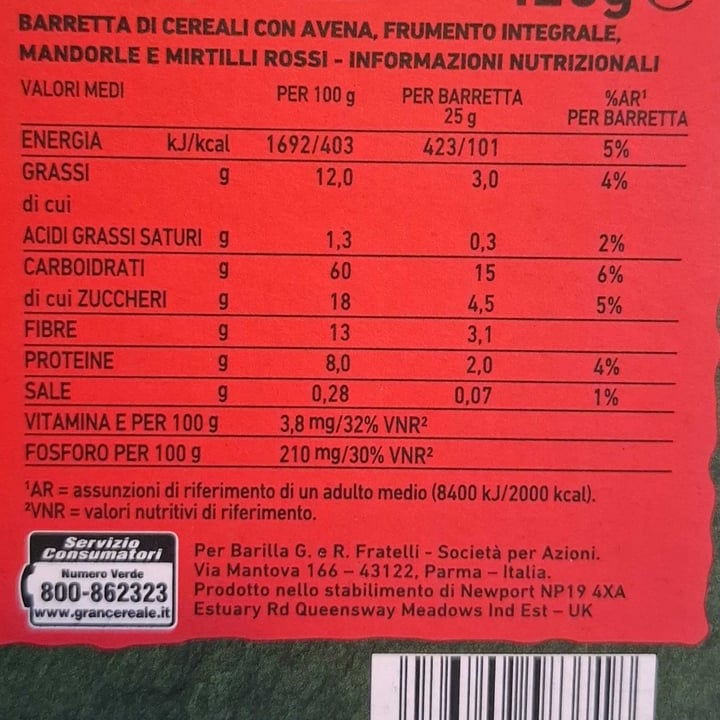 BARRETTA DI CEREALI CON AVENA, FRUMENTO INTEGRALE,
MANDORLE E MIRTILLI ROSSI - INFORMAZIONI NUTRIZIONALI
VALORI MEDI PER 100 g PER BARRETTA 25 g %AR¹ PER BARRETTA
ENERGIA kJ/kcal 1692/403 423/101 5%
GRASSI g 12,0 3,0 4%
di cui
ACIDI GRASSI SATURI g 1,3 0,3 2%
CARBOIDRATI g 60 15 6%
di cui ZUCCHERI g 18 4,5 5%
FIBRE g 13 3,1
PROTEINE g 8,0 2,0 4%
SALE g 0,28 0,07 1%
VITAMINA E PER 100 g 3,8 mg/32% VNR²
FOSFORO PER 100 g 210 mg/30% VNR²
¹AR = assunzioni di riferimento di un adulto medio (8400 kJ/2000 kcal).
²VNR = valori nutritivi di riferimento.
Servizio
Consumatori
Numero Verde
800-862323
www.grancereale.it
Per Barilla G. e R. Fratelli - Società per Azioni.
Via Mantova 166 – 43122, Parma – Italia.
Prodotto nello stabilimento di Newport NP19 4XA
Estuary Rd Queensway Meadows Ind Est – UK